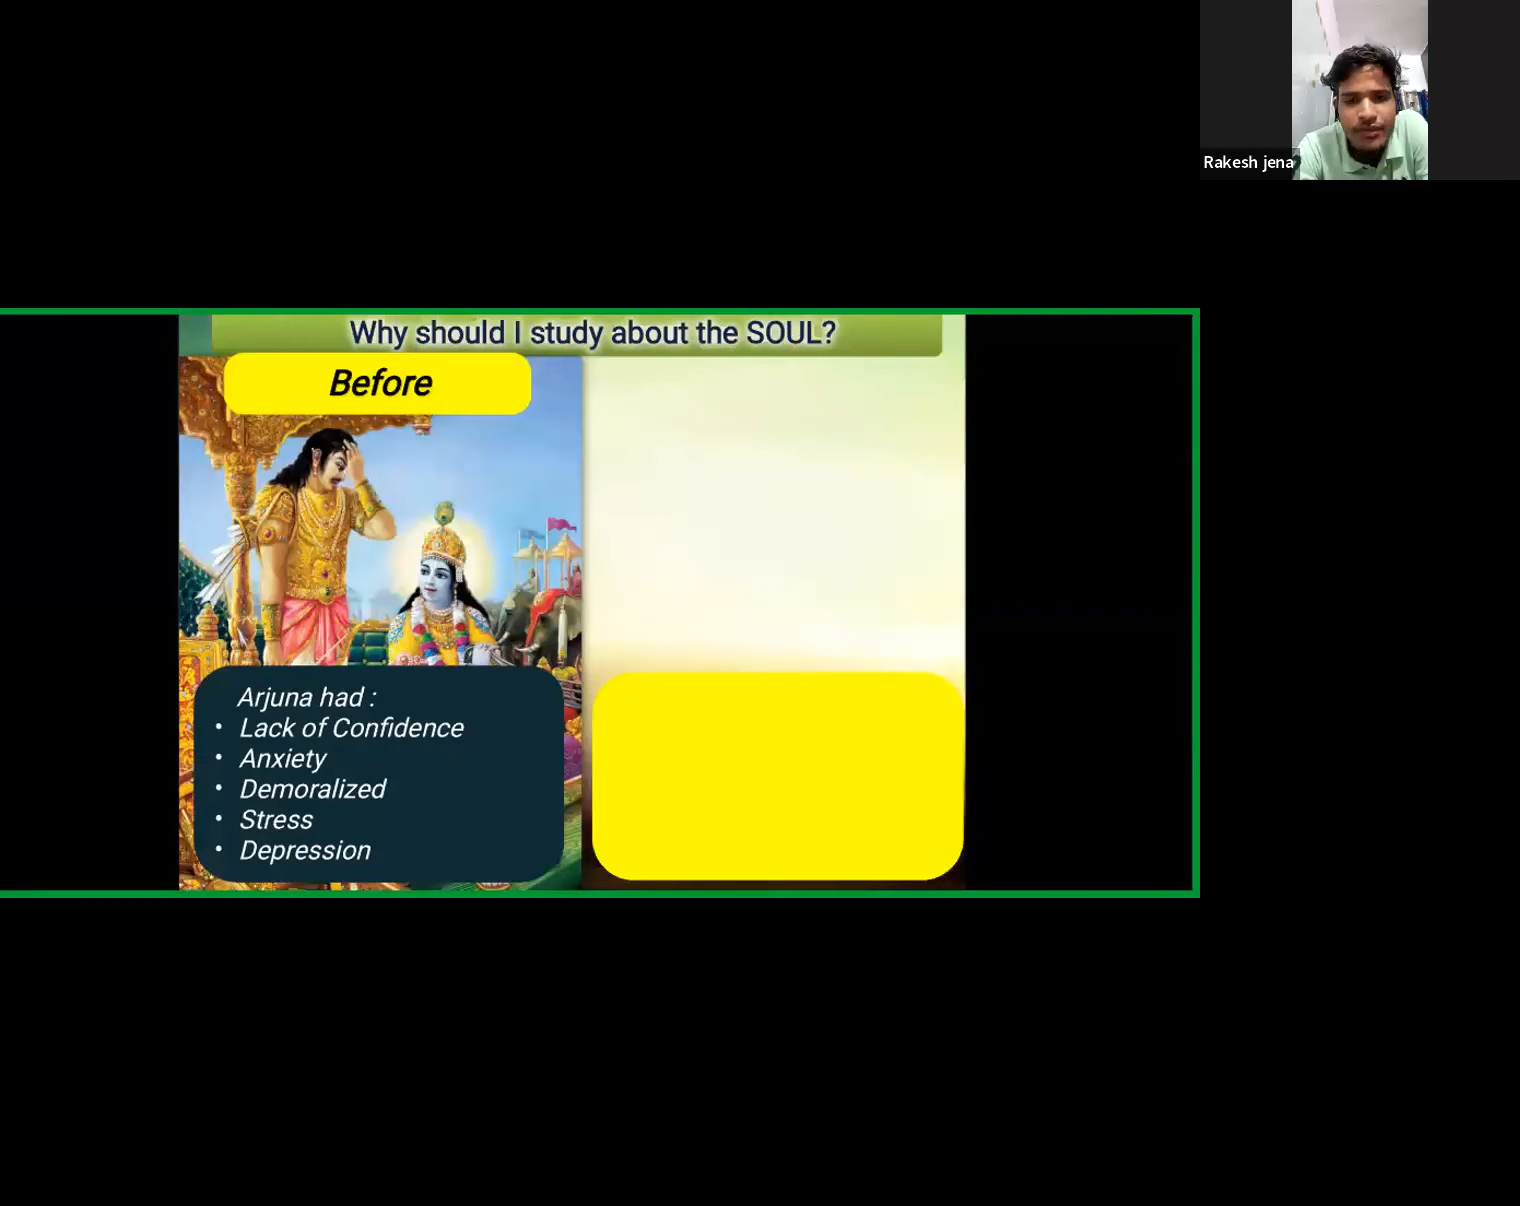 Rakesh jena
Why should I study about the SOUL?
Before
Arjuna had :
• Lack of Confidence
• Anxiety
• Demoralized
• Stress
• Depression